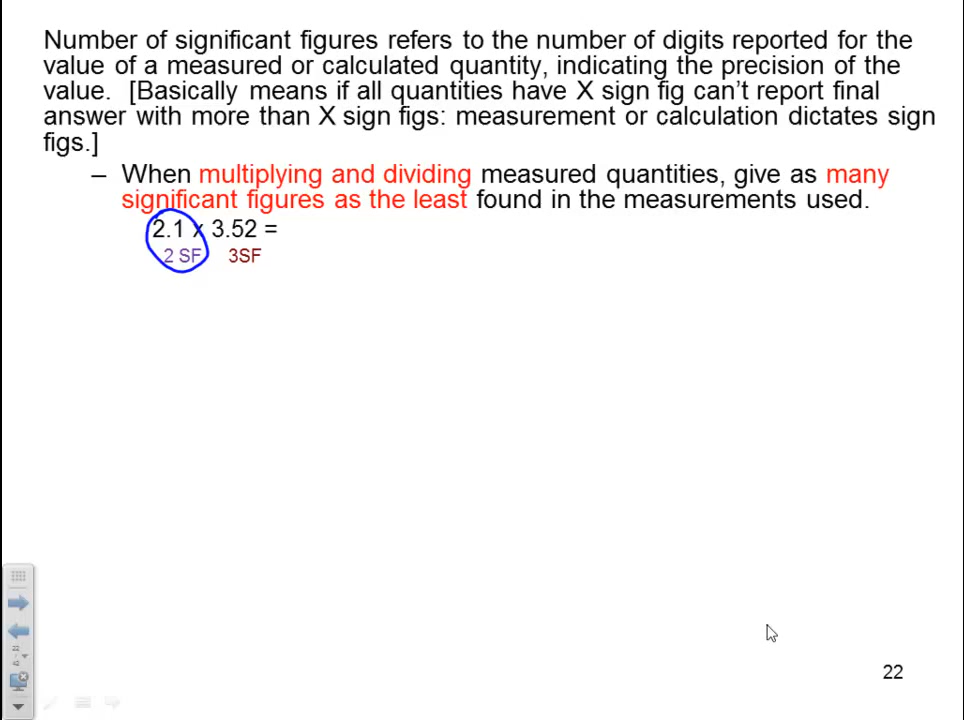 Number of significant figures refers to the number of digits reported for the
value of a measured or calculated quantity, indicating the precision of the
value.  [Basically means if all quantities have X sign fig can’t report final
answer with more than X sign figs: measurement or calculation dictates sign
figs.]
– When multiplying and dividing measured quantities, give as many
significant figures as the least found in the measurements used.
2.1 x 3.52 =
2 SF 3SF
22